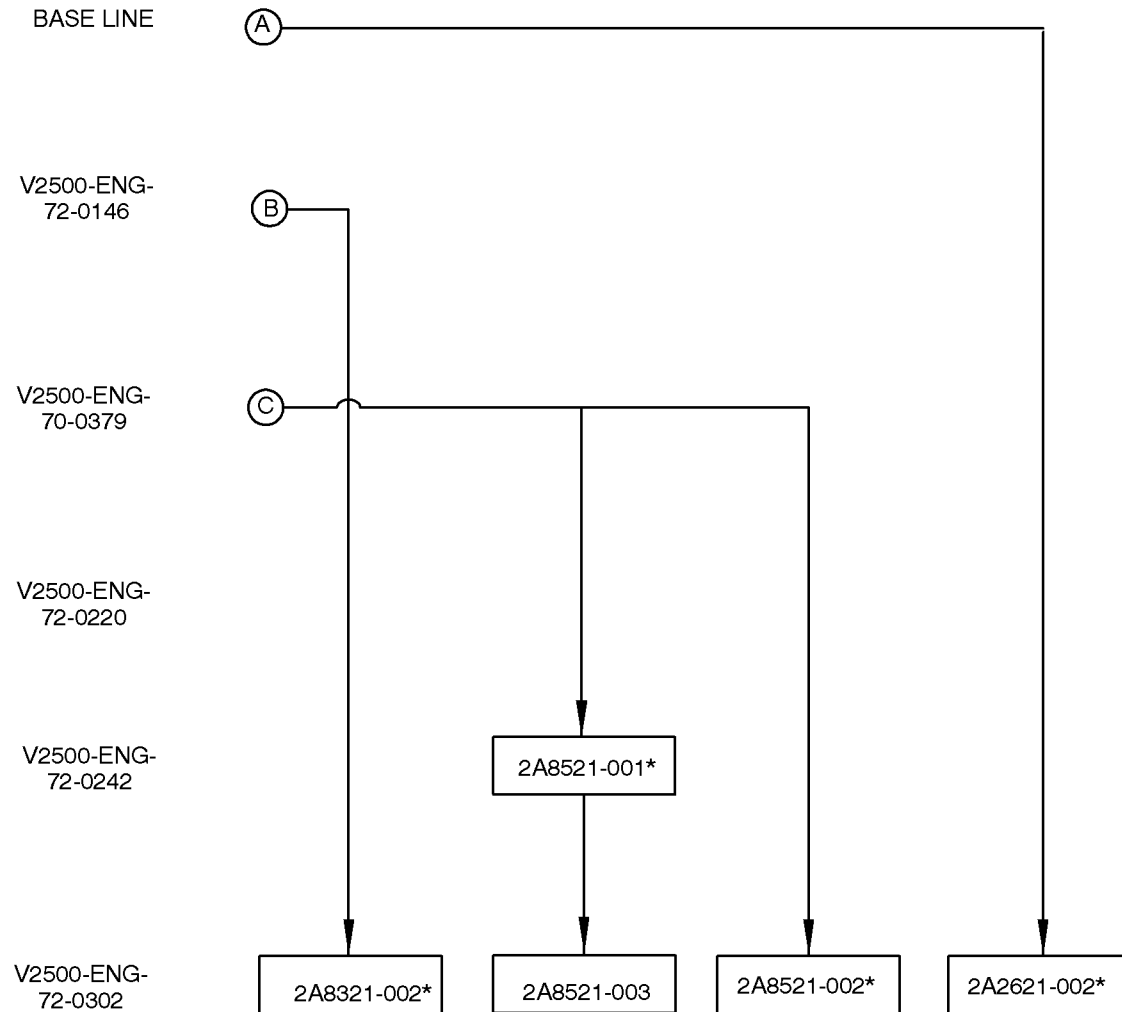 BASE LINE
A
V2500-ENG-
72-0146
B
V2500-ENG-
70-0379
C
V2500-ENG-
72-0220
V2500-ENG-
72-0242
2A8521-001*
V2500-ENG-
72-0302
2A8321-002*
2A8521-003
2A8521-002*
2A2621-002*